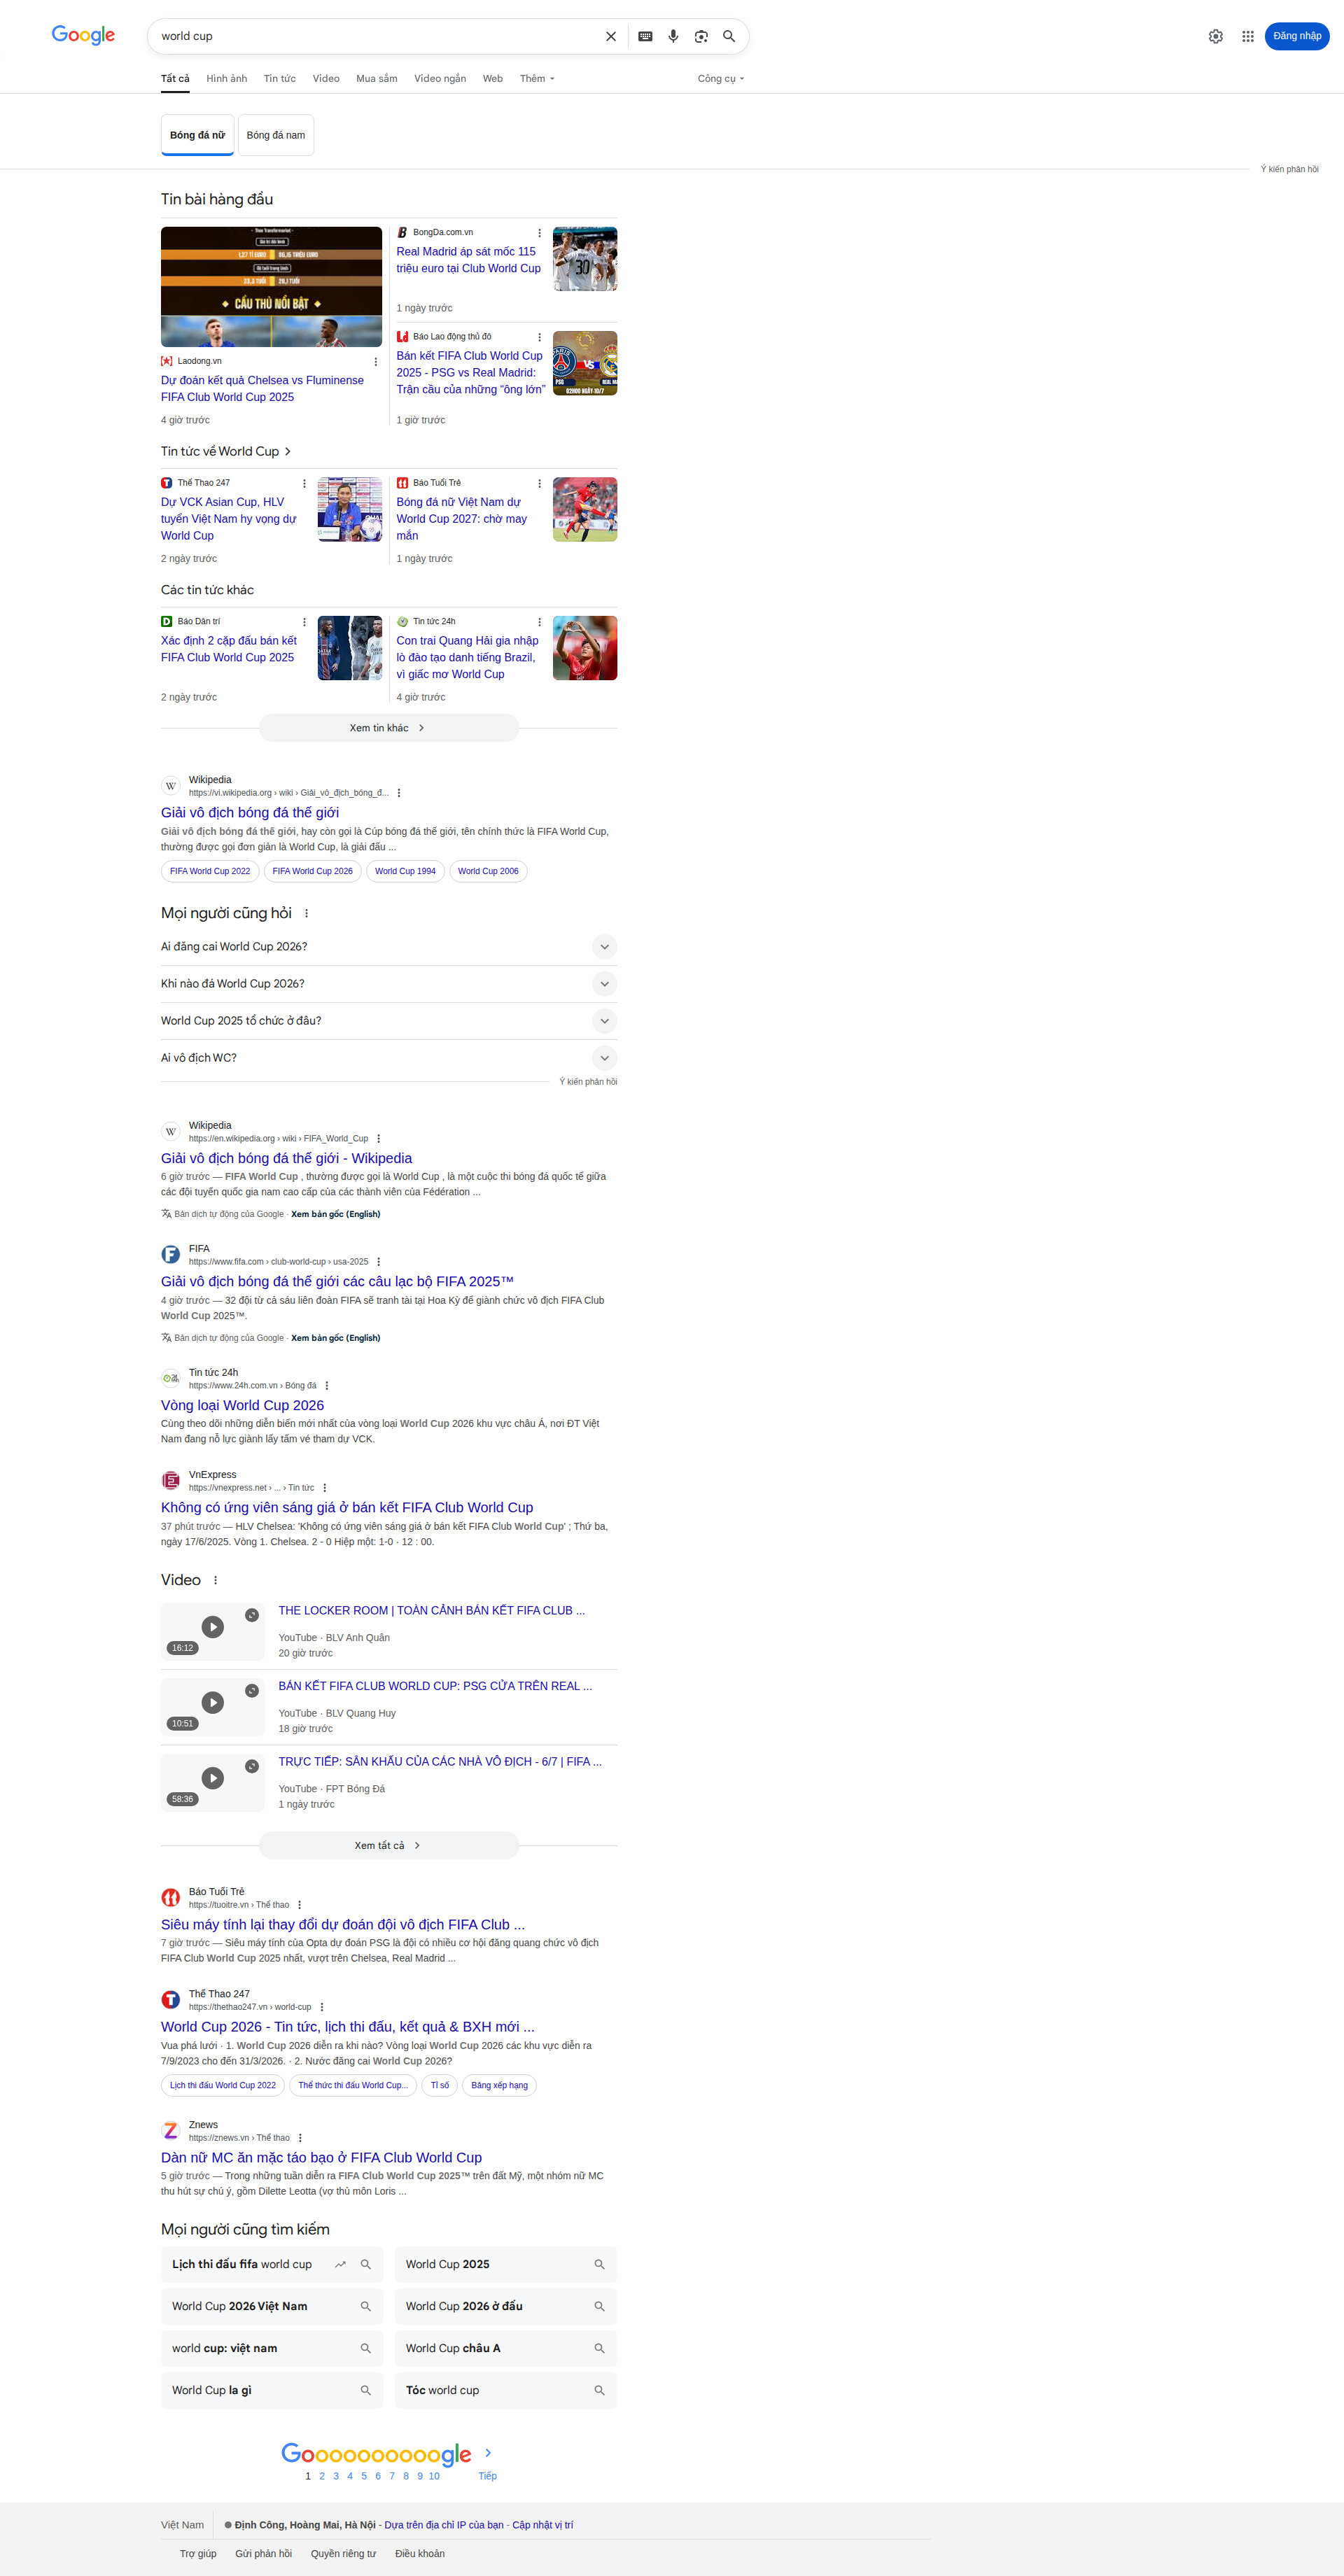 Google
world cup
Đăng nhập
Tất cả
Hình ảnh
Tin tức
Video
Mua sắm
Video ngắn
Web
Thêm
Công cụ
Bóng đá nữ
Bóng đá nam
Ý kiến phản hồi
Tin bài hàng đầu
1,27 TỈ EURO
86,15 TRIỆU EURO
CẦU THỦ NỔI BẬT
Laodong.vn
Dự đoán kết quả Chelsea vs Fluminense
FIFA Club World Cup 2025
4 giờ trước
BongDa.com.vn
Real Madrid áp sát mốc 115
triệu euro tại Club World Cup
30
1 ngày trước
Báo Lao động thủ đô
Bán kết FIFA Club World Cup
2025 - PSG vs Real Madrid:
Trận cầu của những “ông lớn”
PARIS
VS
PSG
02H00 NGÀY 10/7
1 giờ trước
Tin tức về World Cup
Thể Thao 247
Dự VCK Asian Cup, HLV
tuyển Việt Nam hy vọng dự
World Cup
2 ngày trước
Báo Tuổi Trẻ
Bóng đá nữ Việt Nam dự
World Cup 2027: chờ may
mắn
1 ngày trước
Các tin tức khác
Báo Dân trí
Xác định 2 cặp đấu bán kết
FIFA Club World Cup 2025
2 ngày trước
Tin tức 24h
Con trai Quang Hải gia nhập
lò đào tạo danh tiếng Brazil,
vì giấc mơ World Cup
4 giờ trước
Xem tin khác
W
Wikipedia
https://vi.wikipedia.org › wiki › Giải_vô_địch_bóng_đ...
Giải vô địch bóng đá thế giới
Giải vô địch bóng đá thế giới, hay còn gọi là Cúp bóng đá thế giới, tên chính thức là FIFA World Cup,
thường được gọi đơn giản là World Cup, là giải đấu ...
FIFA World Cup 2022
FIFA World Cup 2026
World Cup 1994
World Cup 2006
Mọi người cũng hỏi
Ai đăng cai World Cup 2026?
Khi nào đá World Cup 2026?
World Cup 2025 tổ chức ở đâu?
Ai vô địch WC?
Ý kiến phản hồi
W
Wikipedia
https://en.wikipedia.org › wiki › FIFA_World_Cup
Giải vô địch bóng đá thế giới - Wikipedia
6 giờ trước — FIFA World Cup , thường được gọi là World Cup , là một cuộc thi bóng đá quốc tế giữa
các đội tuyển quốc gia nam cao cấp của các thành viên của Fédération ...
Bản dịch tự động của Google · Xem bản gốc (English)
F
FIFA
https://www.fifa.com › club-world-cup › usa-2025
Giải vô địch bóng đá thế giới các câu lạc bộ FIFA 2025™
4 giờ trước — 32 đội từ cả sáu liên đoàn FIFA sẽ tranh tài tại Hoa Kỳ để giành chức vô địch FIFA Club
World Cup 2025™.
Bản dịch tự động của Google · Xem bản gốc (English)
Tin tức 24h
https://www.24h.com.vn › Bóng đá
Vòng loại World Cup 2026
Cùng theo dõi những diễn biến mới nhất của vòng loại World Cup 2026 khu vực châu Á, nơi ĐT Việt
Nam đang nỗ lực giành lấy tấm vé tham dự VCK.
VnExpress
https://vnexpress.net › ... › Tin tức
Không có ứng viên sáng giá ở bán kết FIFA Club World Cup
37 phút trước — HLV Chelsea: 'Không có ứng viên sáng giá ở bán kết FIFA Club World Cup' ; Thứ ba,
ngày 17/6/2025. Vòng 1. Chelsea. 2 - 0 Hiệp một: 1-0 · 12 : 00.
Video
16:12
THE LOCKER ROOM | TOÀN CẢNH BÁN KẾT FIFA CLUB ...
YouTube · BLV Anh Quân
20 giờ trước
10:51
BÁN KẾT FIFA CLUB WORLD CUP: PSG CỬA TRÊN REAL ...
YouTube · BLV Quang Huy
18 giờ trước
58:36
TRỰC TIẾP: SÂN KHẤU CỦA CÁC NHÀ VÔ ĐỊCH - 6/7 | FIFA ...
YouTube · FPT Bóng Đá
1 ngày trước
Xem tất cả
Báo Tuổi Trẻ
https://tuoitre.vn › Thể thao
Siêu máy tính lại thay đổi dự đoán đội vô địch FIFA Club ...
7 giờ trước — Siêu máy tính của Opta dự đoán PSG là đội có nhiều cơ hội đăng quang chức vô địch
FIFA Club World Cup 2025 nhất, vượt trên Chelsea, Real Madrid ...
T
Thể Thao 247
https://thethao247.vn › world-cup
World Cup 2026 - Tin tức, lịch thi đấu, kết quả & BXH mới ...
Vua phá lưới · 1. World Cup 2026 diễn ra khi nào? Vòng loại World Cup 2026 các khu vực diễn ra
7/9/2023 cho đến 31/3/2026. · 2. Nước đăng cai World Cup 2026?
Lịch thi đấu World Cup 2022
Thể thức thi đấu World Cup...
Tỉ số
Bảng xếp hạng
Z
Znews
https://znews.vn › Thể thao
Dàn nữ MC ăn mặc táo bạo ở FIFA Club World Cup
5 giờ trước — Trong những tuần diễn ra FIFA Club World Cup 2025™ trên đất Mỹ, một nhóm nữ MC
thu hút sự chú ý, gồm Dilette Leotta (vợ thủ môn Loris ...
Mọi người cũng tìm kiếm
Lịch thi đấu fifa world cup
World Cup 2025
World Cup 2026 Việt Nam
World Cup 2026 ở đấu
world cup: việt nam
World Cup châu A
World Cup la gì
Tóc world cup
Goooooooooogle
1 2 3 4 5 6 7 8 9 10 Tiếp
Việt Nam
Định Công, Hoàng Mai, Hà Nội - Dựa trên địa chỉ IP của bạn - Cập nhật vị trí
Trợ giúp
Gửi phản hồi
Quyền riêng tư
Điều khoản